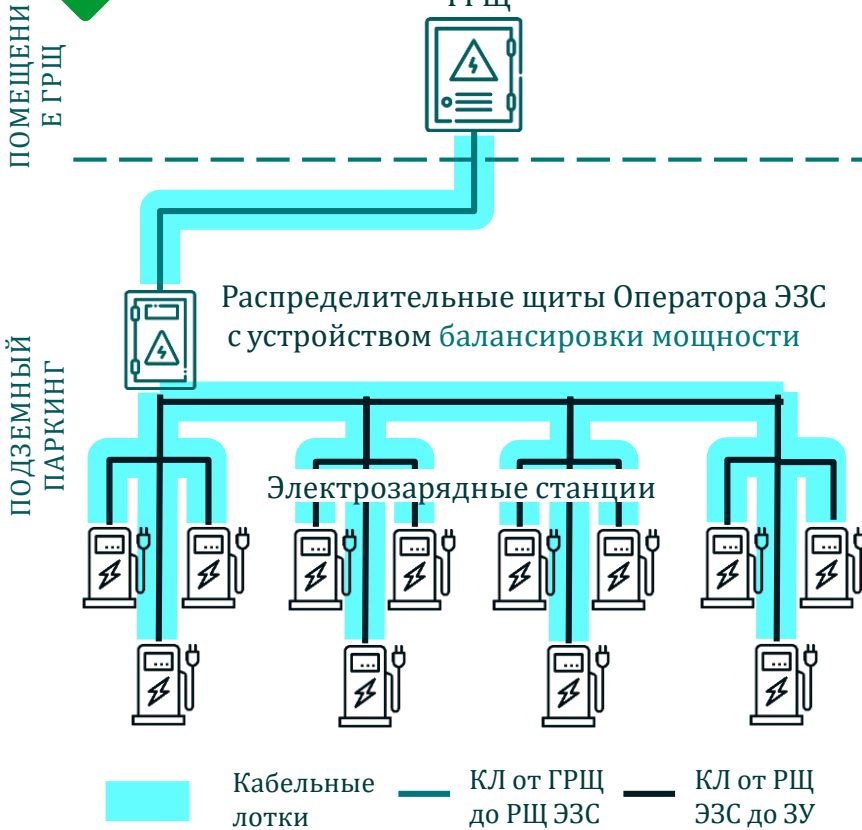 ГРЩ
ПОМЕЩЕНИ
Е ГРЩ
Распределительные щиты Оператора ЭЗС
с устройством балансировки мощности
ПОДЗЕМНЫЙ
ПАРКИНГ
Электрозарядные станции
Кабельные
лотки
КЛ от ГРЩ
до РЩ ЭЗС
КЛ от РЩ
ЭЗС до ЗУ